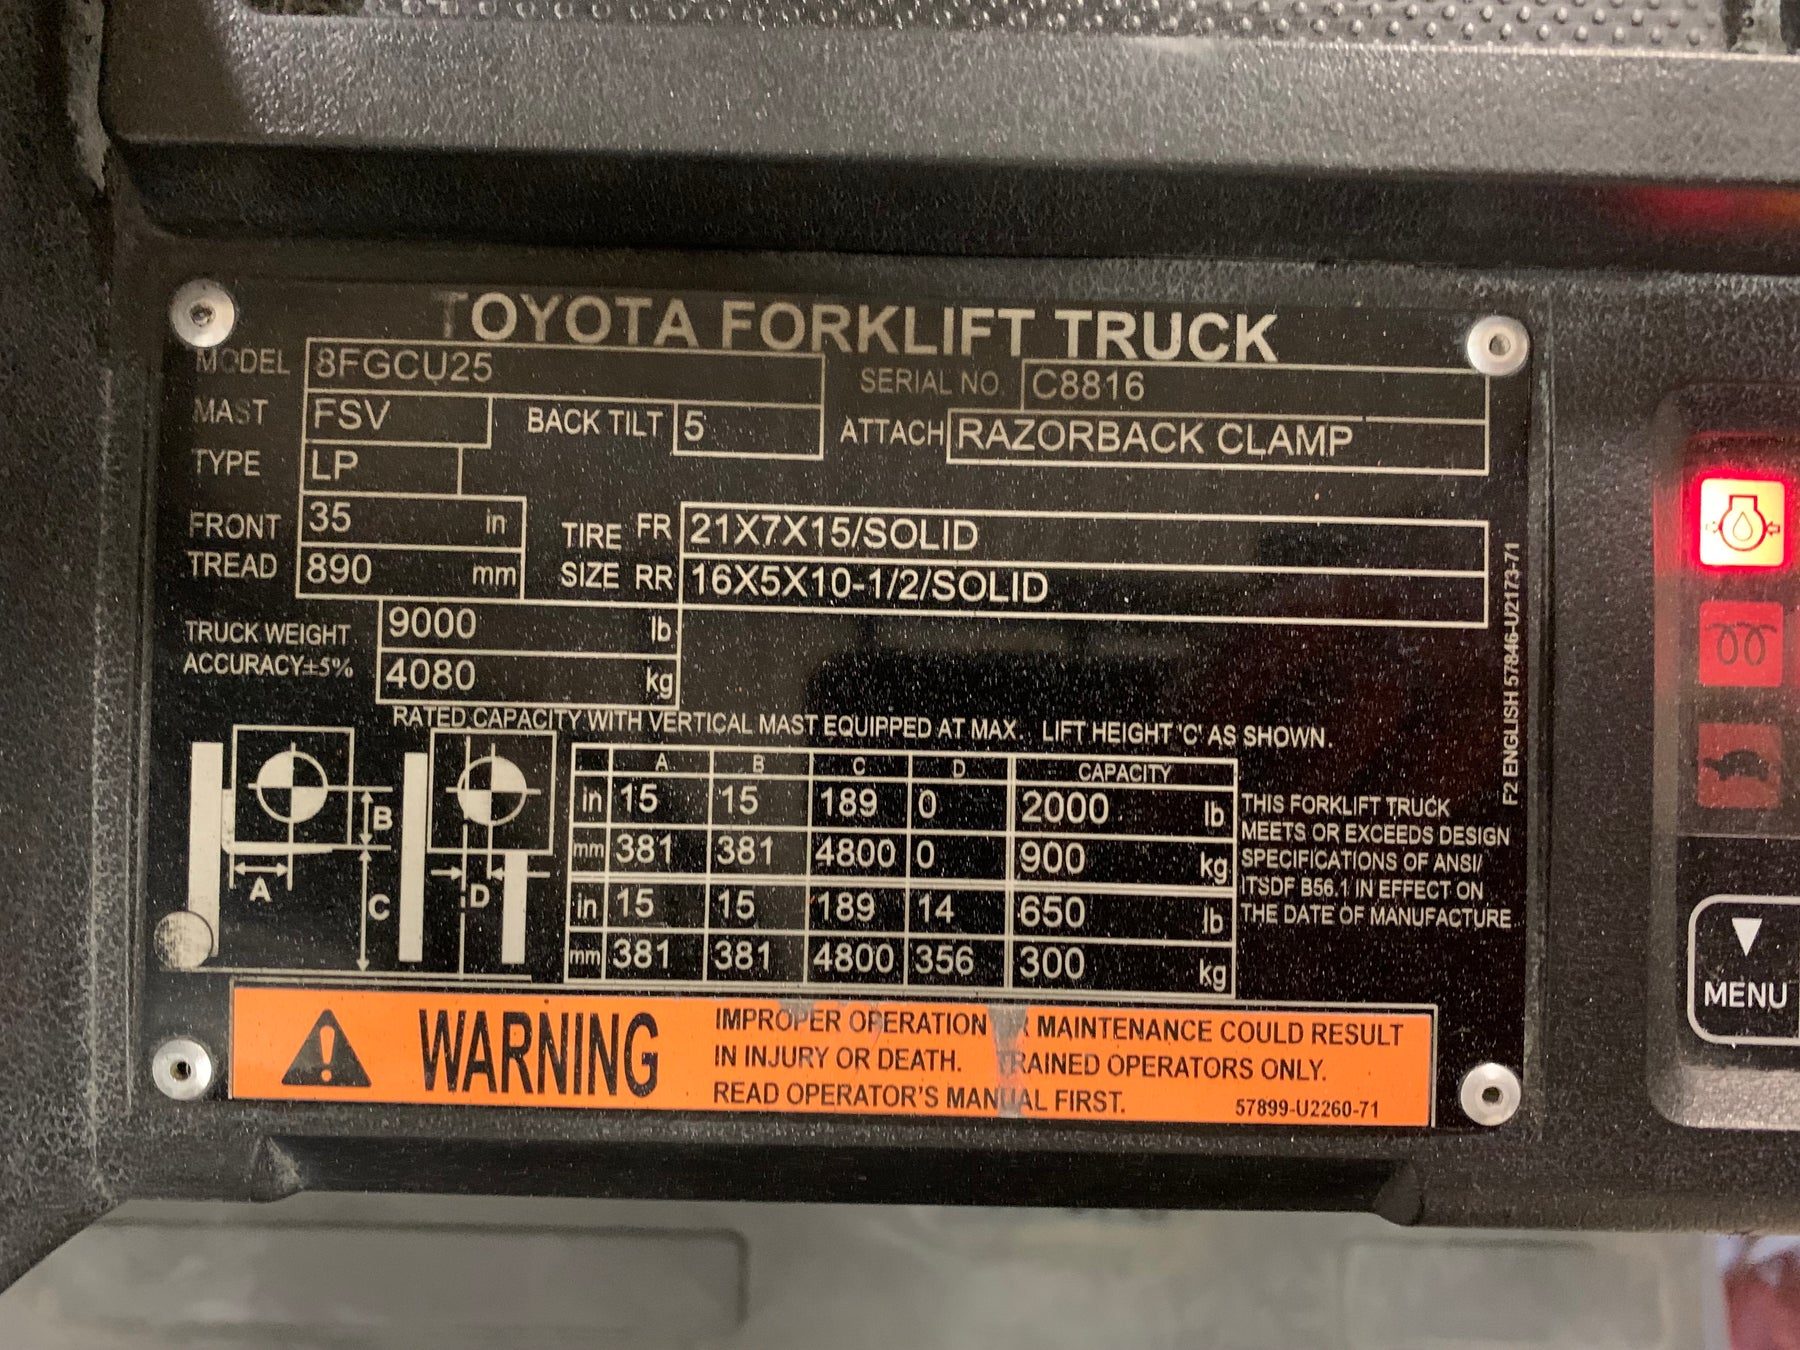 TOYOTA FORKLIFT TRUCK
MODEL 8FGCU25 SERIAL NO. C8816
MAST FSV BACK TILT 5 ATTACH RAZORBACK CLAMP
TYPE LP
FRONT 35 in TIRE FR 21X7X15/SOLID
TREAD 890 mm SIZE RR 16X5X10-1/2/SOLID
TRUCK WEIGHT 9000 lb
ACCURACY±5% 4080 kg
RATED CAPACITY WITH VERTICAL MAST EQUIPPED AT MAX. LIFT HEIGHT 'C' AS SHOWN.
A B C D CAPACITY
in 15 15 189 0 2000 lb
mm 381 381 4800 0 900 kg
in 15 15 189 14 650 lb
mm 381 381 4800 356 300 kg
B
A
C
D
THIS FORKLIFT TRUCK
MEETS OR EXCEEDS DESIGN
SPECIFICATIONS OF ANSI/
ITSDF B56.1 IN EFFECT ON
THE DATE OF MANUFACTURE
F2 ENGLISH 57846-U2173-71
WARNING
IMPROPER OPERATION MAINTENANCE COULD RESULT
IN INJURY OR DEATH. TRAINED OPERATORS ONLY.
READ OPERATOR'S MANUAL FIRST.
57899-U2260-71
MENU